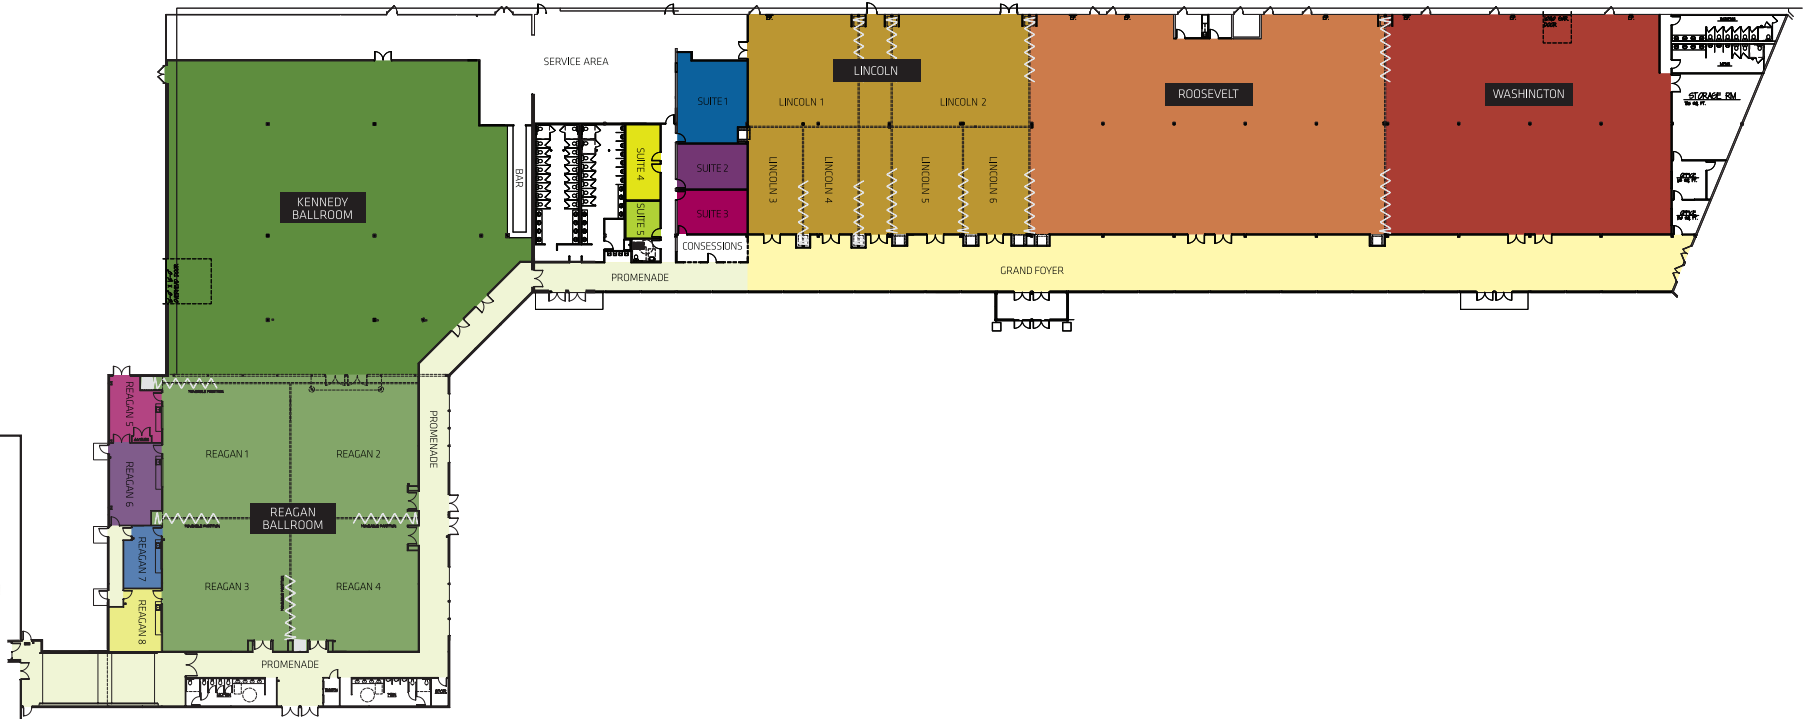 SERVICE AREA
LINCOLN
LINCOLN 1
LINCOLN 2
ROOSEVELT
WASHINGTON
STORAGE RM
SUITE 1
SUITE 2
SUITE 3
SUITE 4
SUITE 5
LINCOLN 3
LINCOLN 4
LINCOLN 5
LINCOLN 6
BAR
KENNEDY
BALLROOM
CONSESSIONS
PROMENADE
GRAND FOYER
REAGAN 5
REAGAN 6
REAGAN 7
REAGAN 8
REAGAN 1
REAGAN 2
PROMENADE
REAGAN
BALLROOM
REAGAN 3
REAGAN 4
PROMENADE